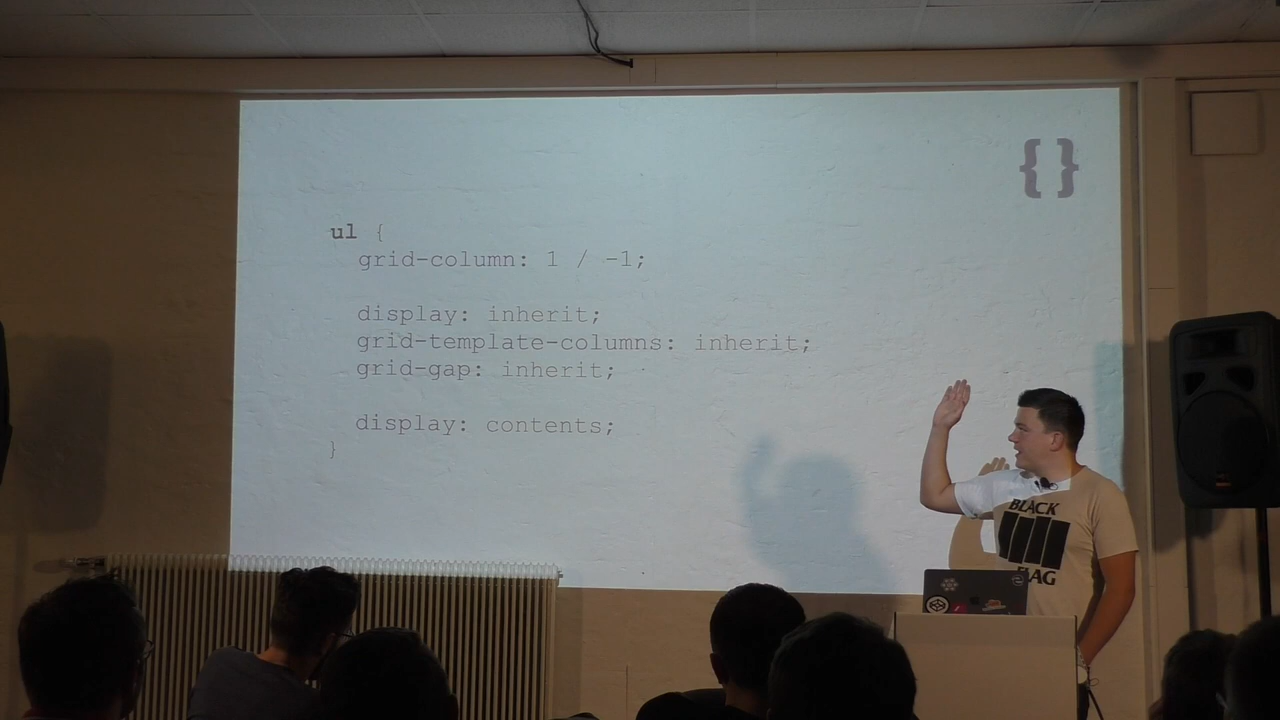 { }
ul {
grid-column: 1 / -1;
display: inherit;
grid-template-columns: inherit;
grid-gap: inherit;
display: contents;
}
BLACK
FLAG